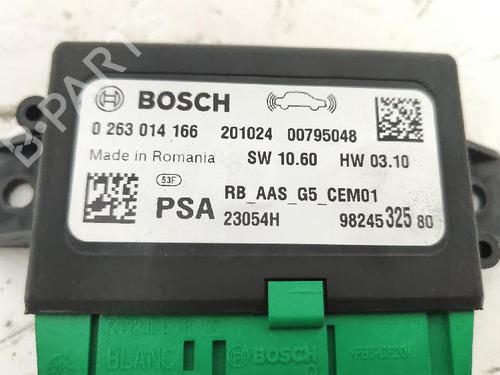 BOSCH
0 263 014 166 201024 00795048
Made in Romania SW 10.60 HW 03.10
53F RB_AAS_G5_CEM01
PSA 23054H 98245 325 80
BLANC BOSCH
B-PARTS